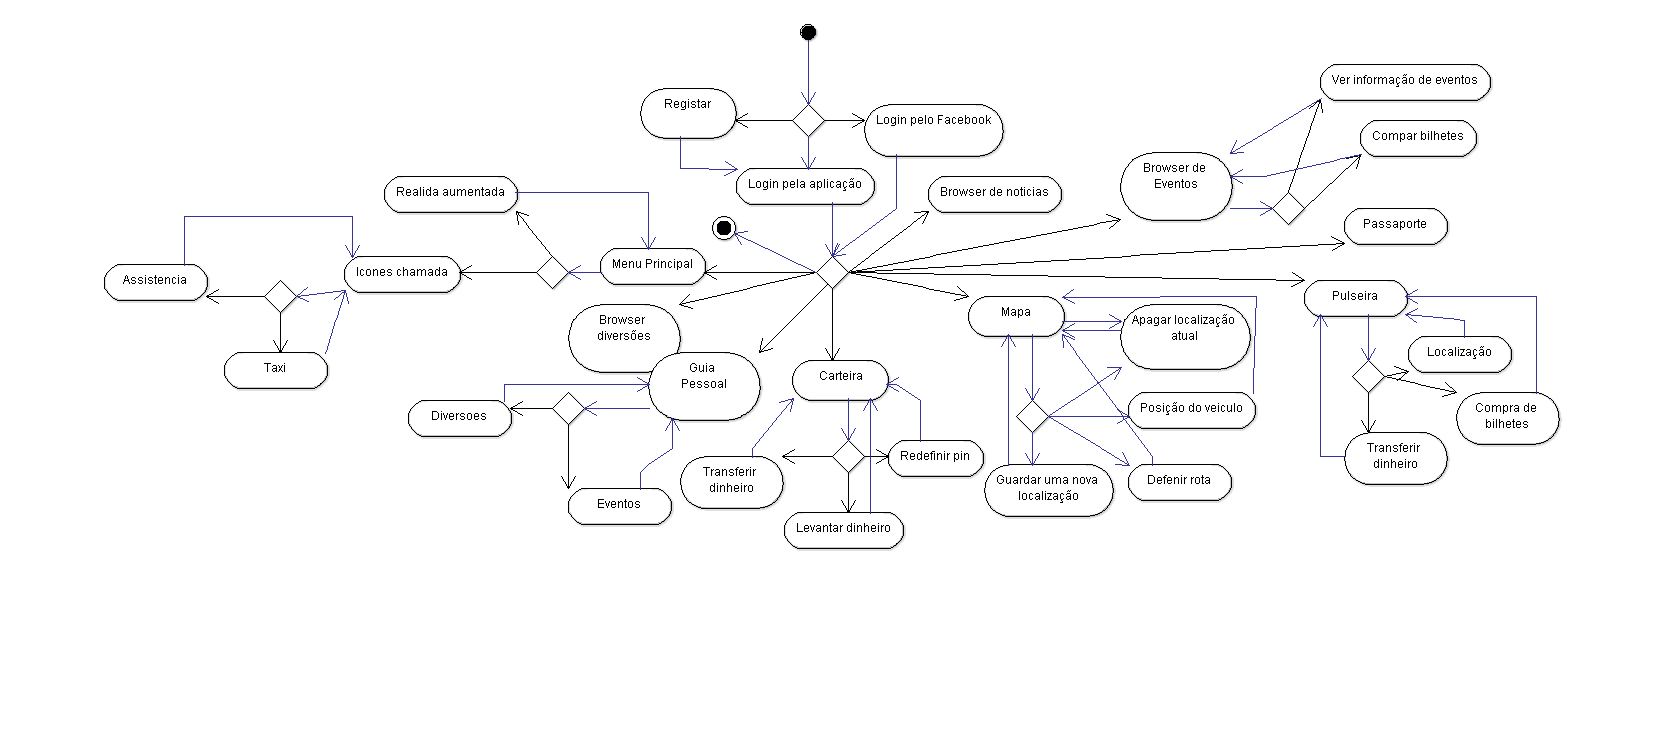 Ver informação de eventos
Registar
Login pelo Facebook
Compar bilhetes
Browser de
Eventos
Login pela aplicação
Realida aumentada
Browser de noticias
Passaporte
Menu Principal
Icones chamada
Assistencia
Pulseira
Mapa
Browser
diversões
Apagar localização
atual
Localização
Taxi
Guia
Pessoal
Carteira
Posição do veiculo
Compra de
bilhetes
Diversoes
Transferir
dinheiro
Redefinir pin
Transferir
dinheiro
Guardar uma nova
localização
Defenir rota
Eventos
Levantar dinheiro